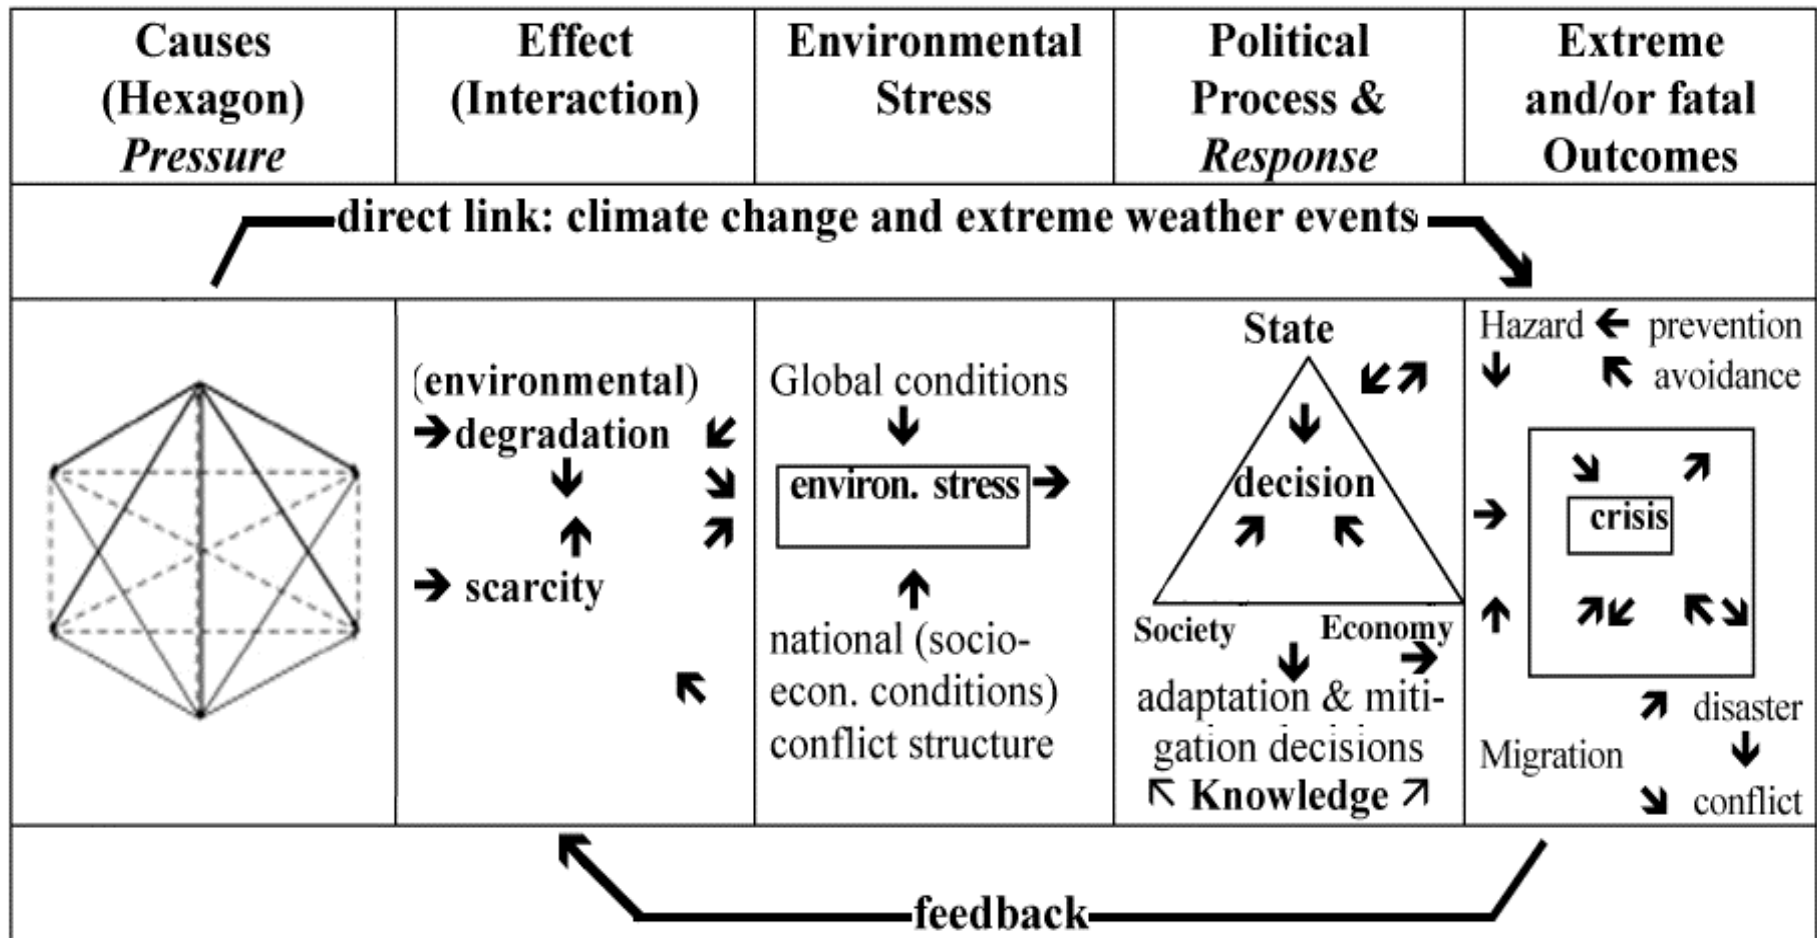 Causes
(Hexagon)
Pressure
Effect
(Interaction)
Environmental
Stress
Political
Process &
Response
Extreme
and/or fatal
Outcomes
direct link: climate change and extreme weather events
(environmental)
degradation
scarcity
Global conditions
environ. stress
national (socio-
econ. conditions)
conflict structure
State
decision
Society Economy
adaptation & miti-
gation decisions
Knowledge
Hazard prevention
avoidance
crisis
disaster
Migration
conflict
feedback